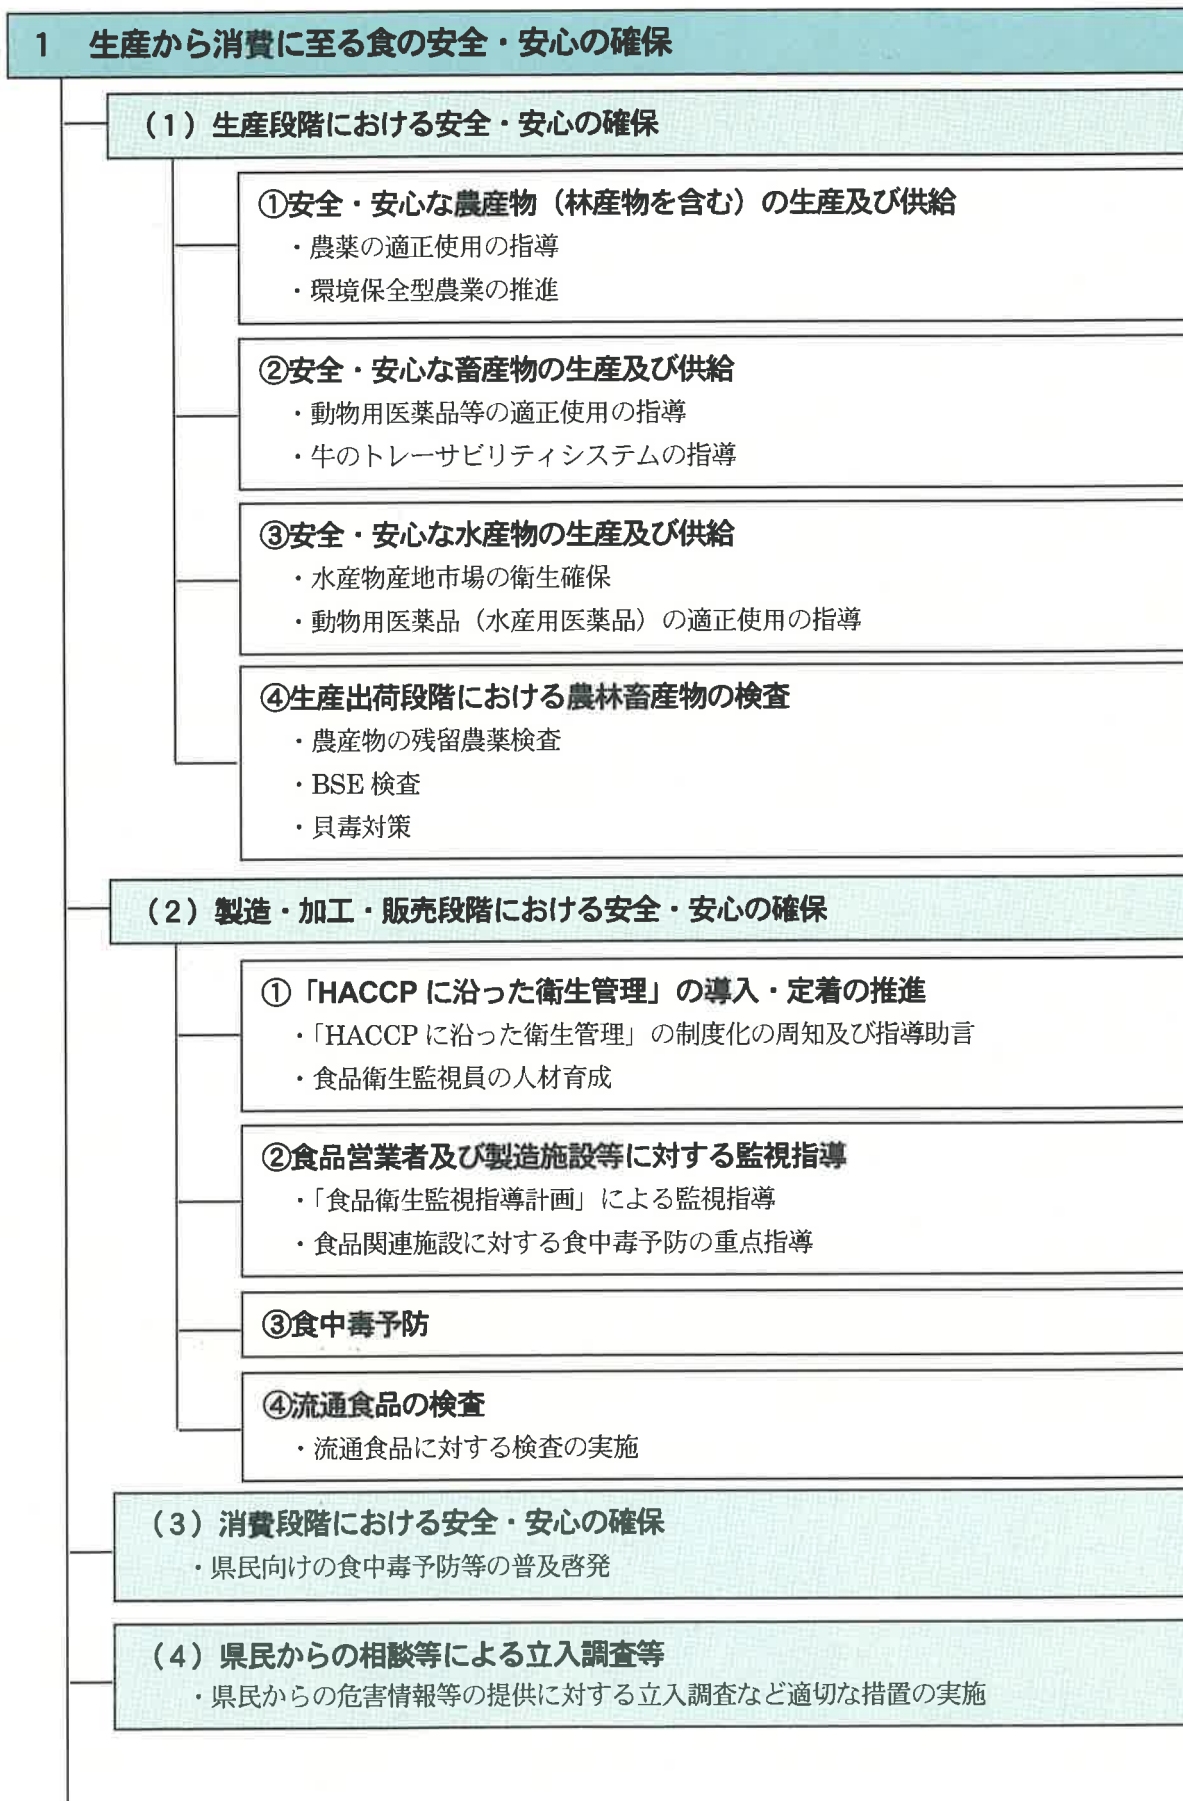 1 生産から消費に至る食の安全・安心の確保
(1) 生産段階における安全・安心の確保
①安全・安心な農産物（林産物を含む）の生産及び供給
・農薬の適正使用の指導
・環境保全型農業の推進
②安全・安心な畜産物の生産及び供給
・動物用医薬品等の適正使用の指導
・牛のトレーサビリティシステムの指導
③安全・安心な水産物の生産及び供給
・水産物産地市場の衛生確保
・動物用医薬品（水産用医薬品）の適正使用の指導
④生産出荷段階における農林畜産物の検査
・農産物の残留農薬検査
・BSE 検査
・貝毒対策
(2) 製造・加工・販売段階における安全・安心の確保
①「HACCP に沿った衛生管理」の導入・定着の推進
・「HACCP に沿った衛生管理」の制度化の周知及び指導助言
・食品衛生監視員の人材育成
②食品営業者及び製造施設等に対する監視指導
・「食品衛生監視指導計画」による監視指導
・食品関連施設に対する食中毒予防の重点指導
③食中毒予防
④流通食品の検査
・流通食品に対する検査の実施
(3) 消費段階における安全・安心の確保
・県民向けの食中毒予防等の普及啓発
(4) 県民からの相談等による立入調査等
・県民からの危害情報等の提供に対する立入調査など適切な措置の実施